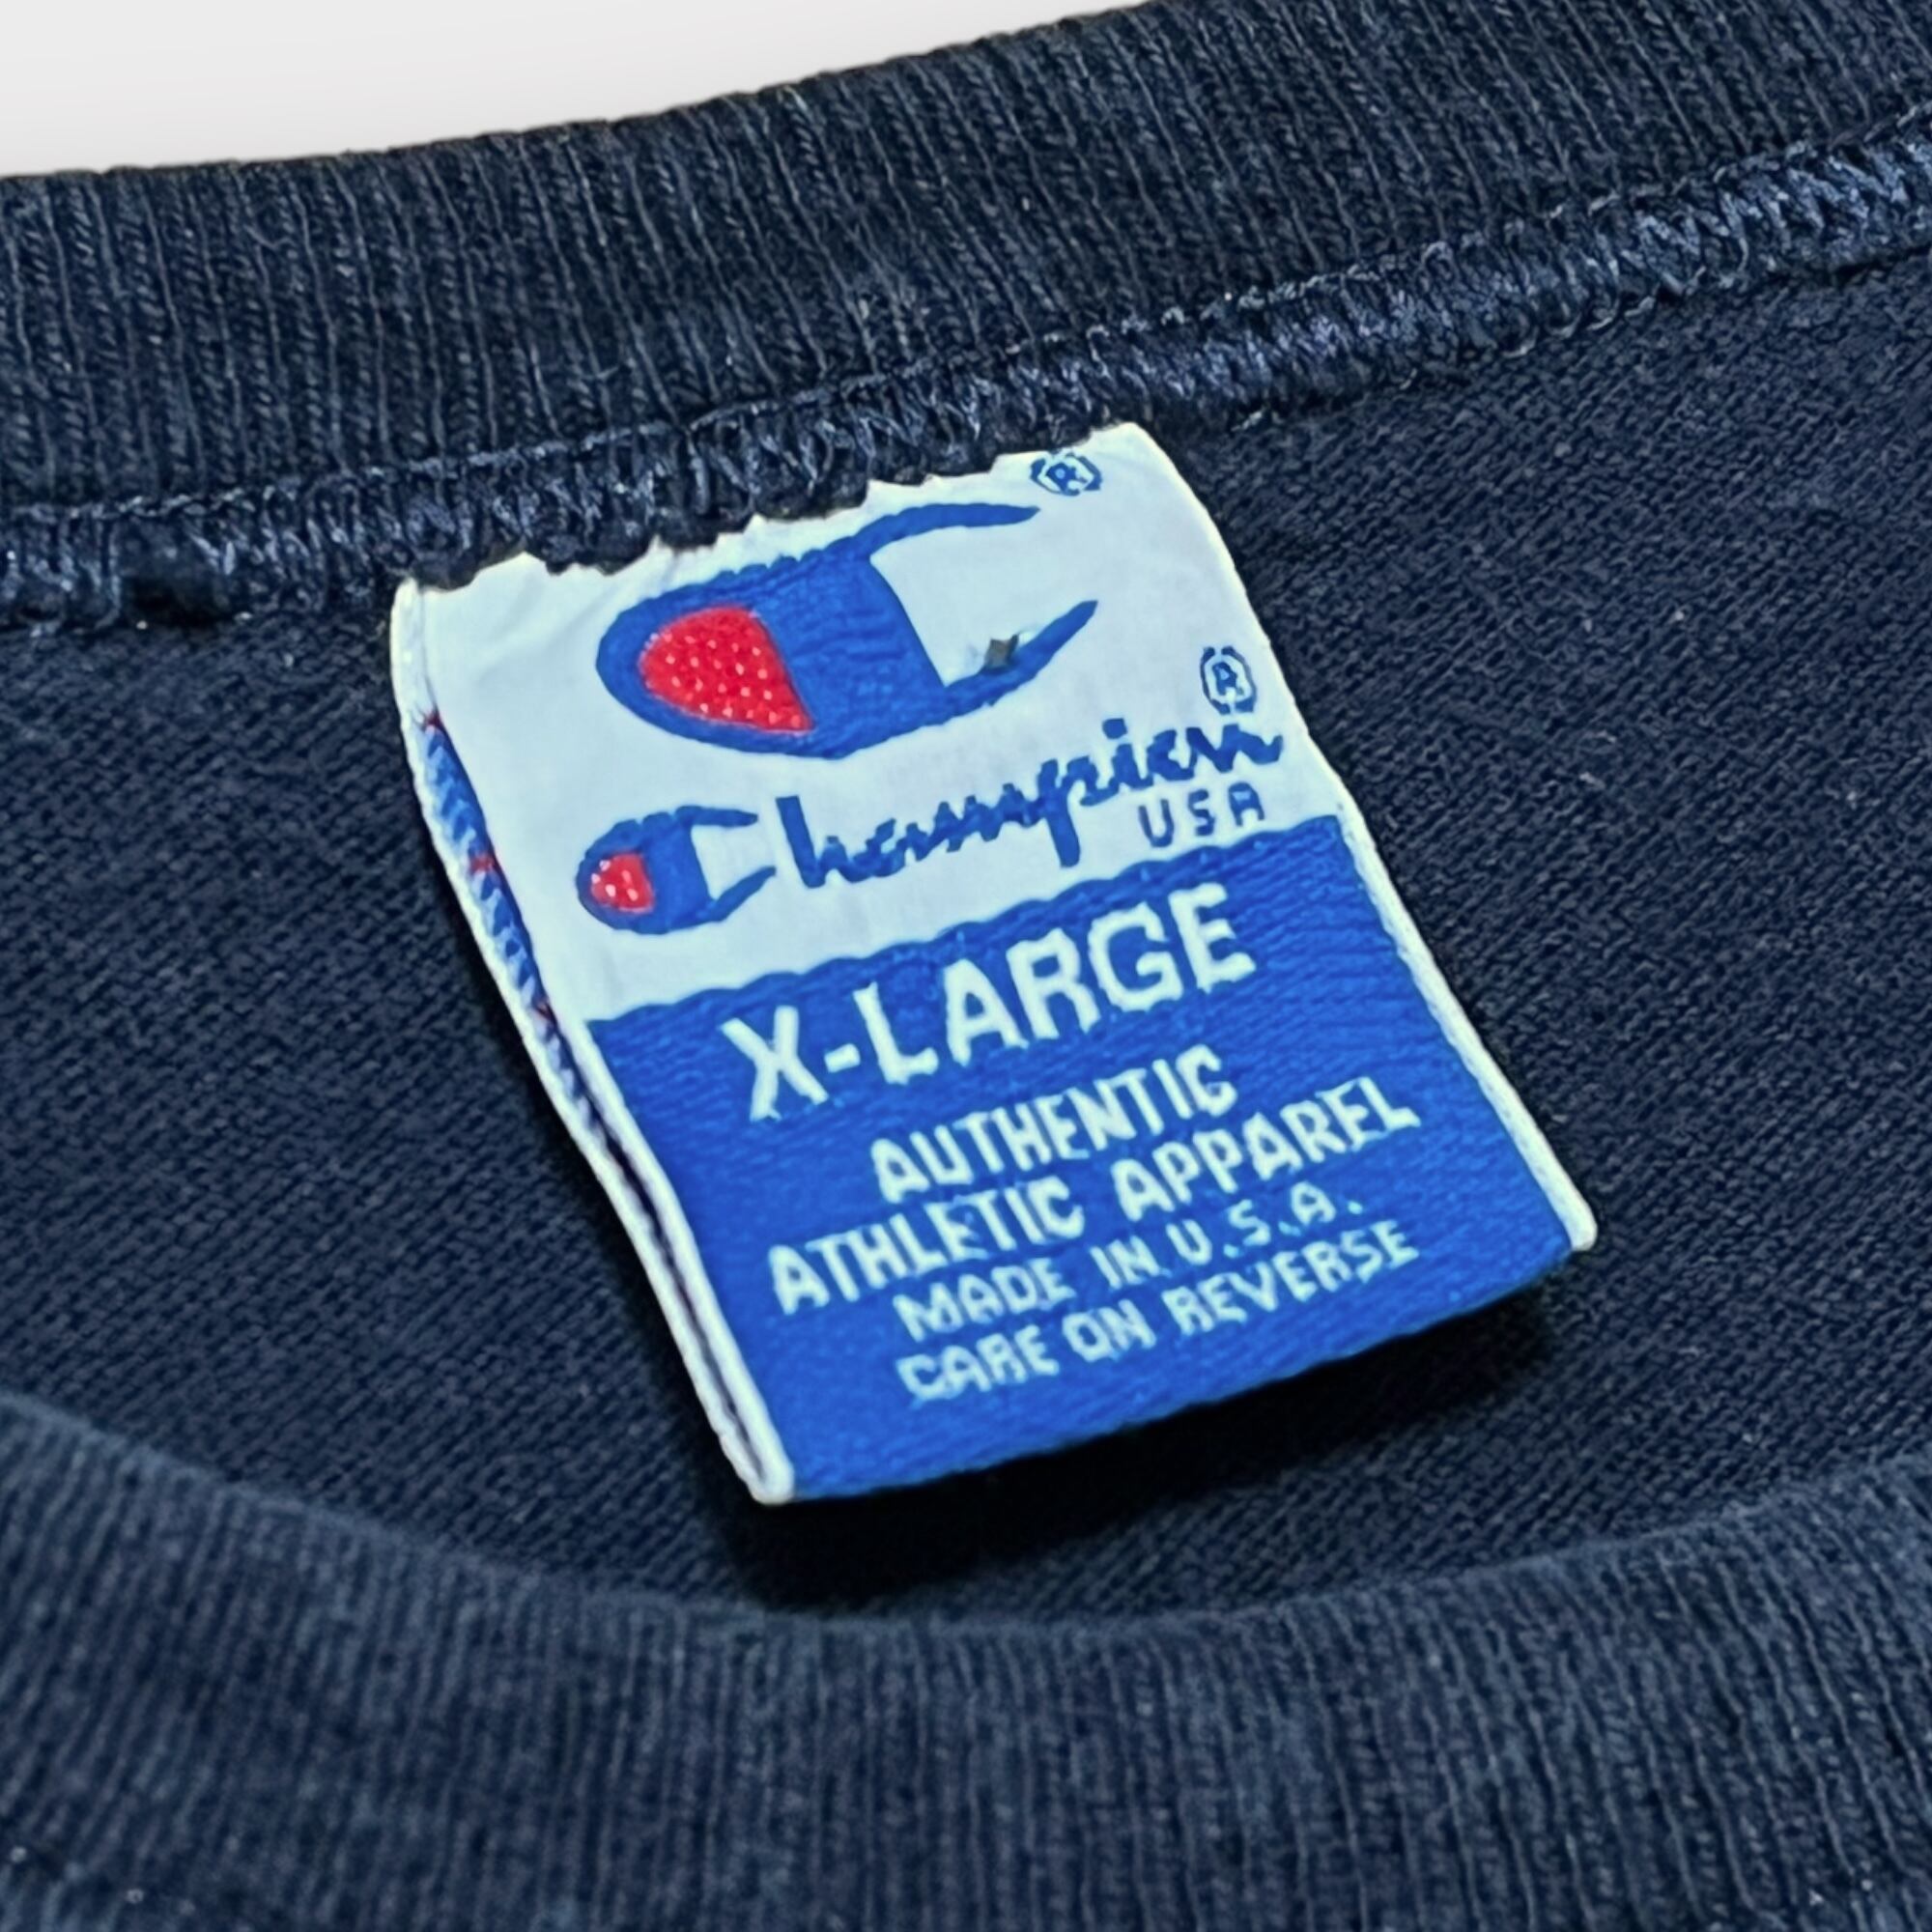 ®
Champion®
USA
X-LARGE
AUTHENTIC
ATHLETIC APPAREL
MADE IN U.S.A.
CARE ON REVERSE